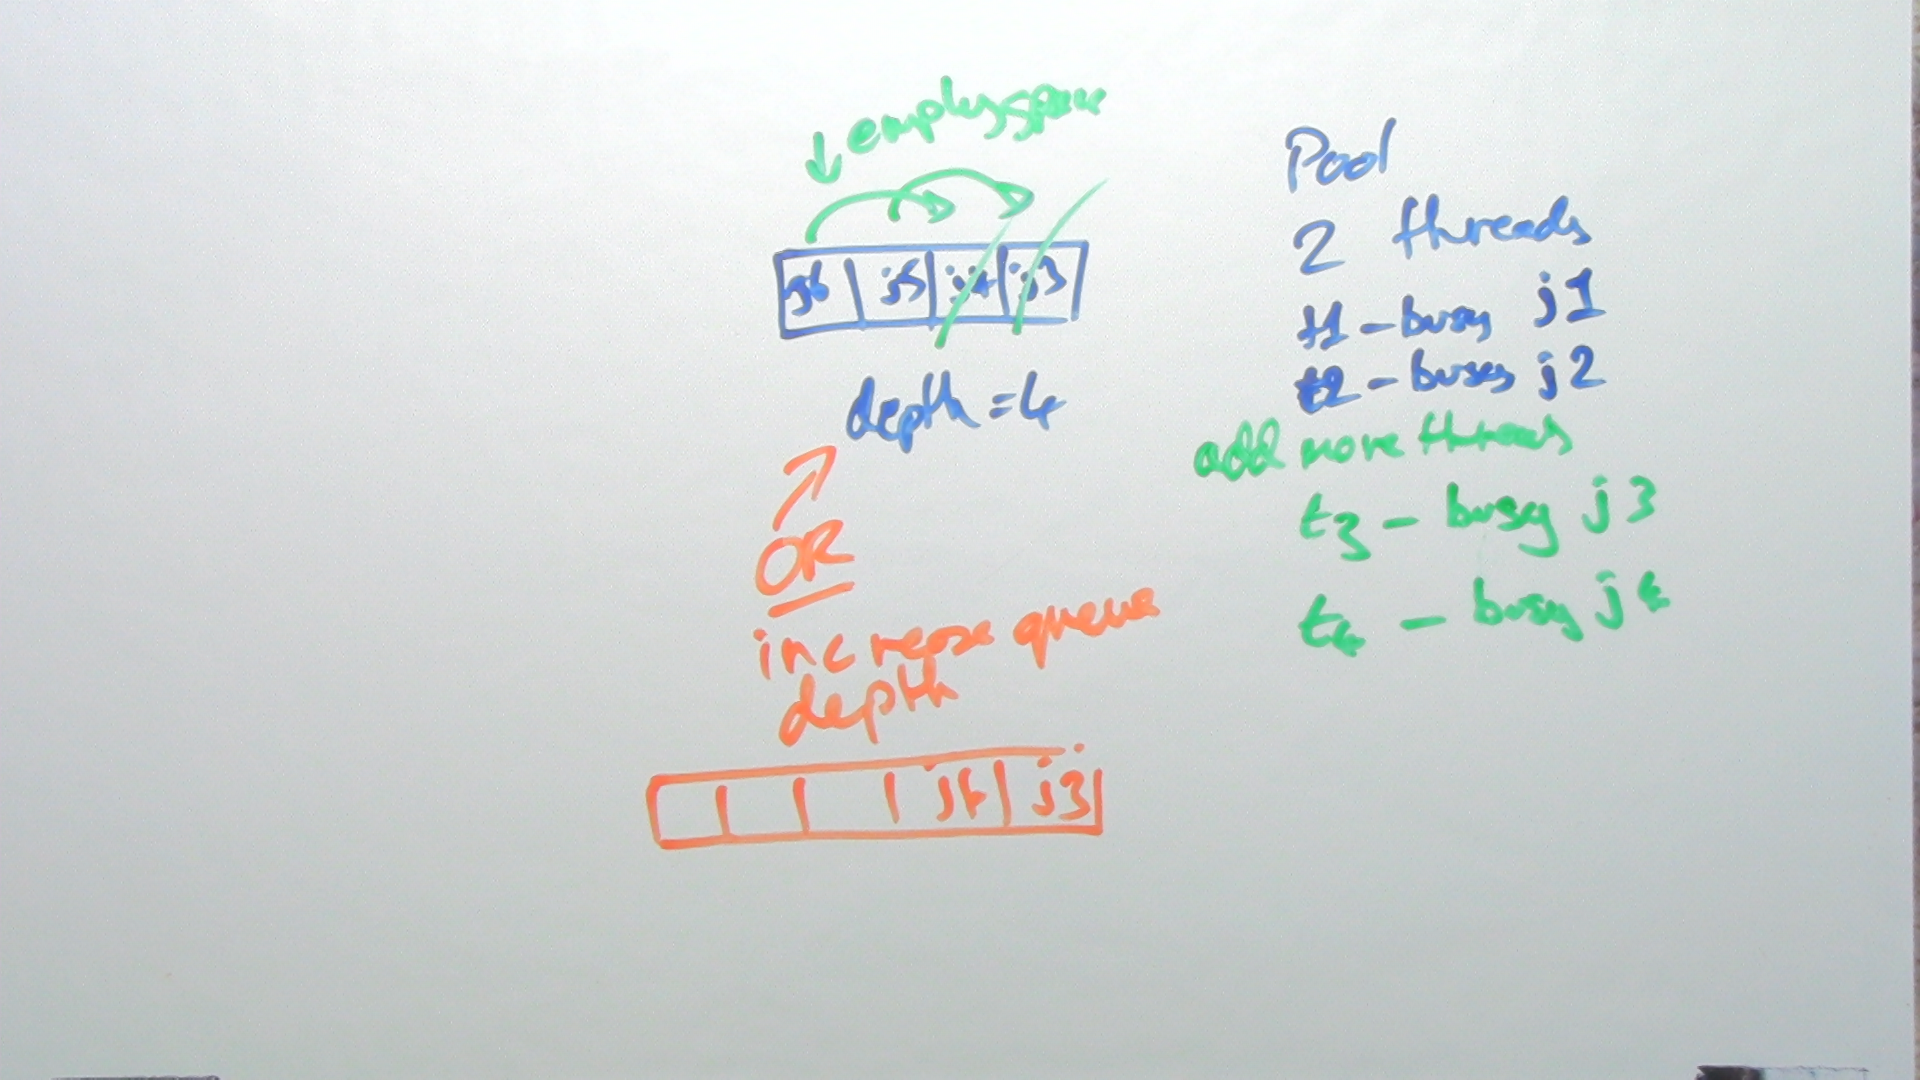 ↓ empty space
j6 j5 j4 j3
depth = 4
OR
increase queue
depth
j4 j3
Pool
2 threads
t1 - busy j1
t2 - busy j2
add more threads
t3 - busy j3
t4 - busy j4